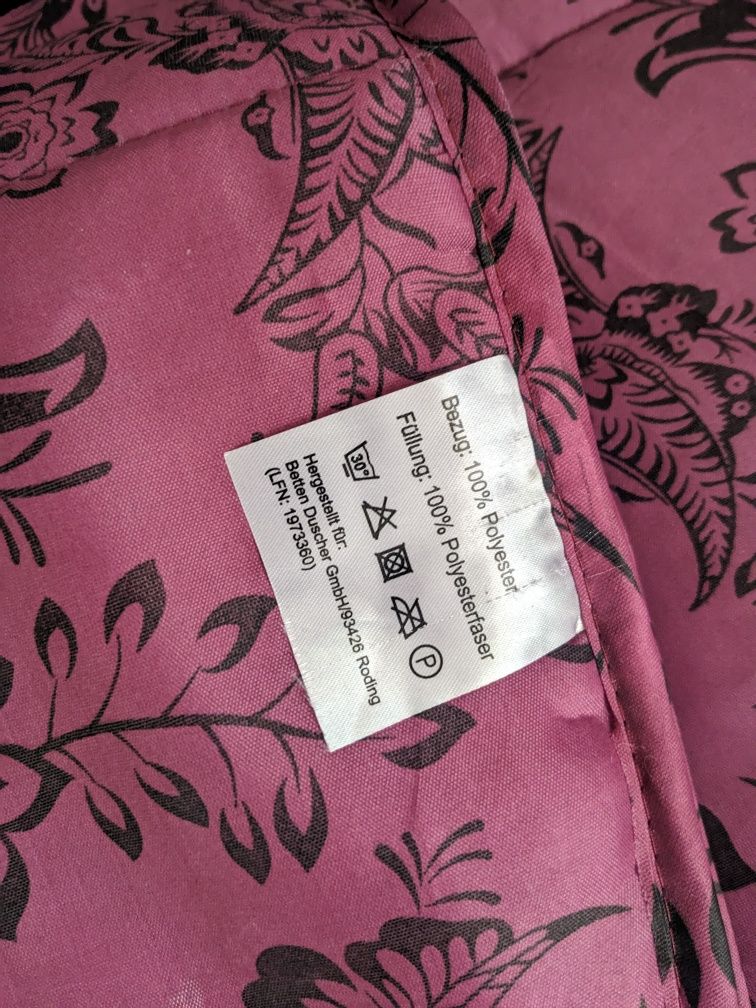 Bezug: 100% Polyester
Füllung: 100% Polyesterfaser
30° P
Hergestellt für:
Betten Duscher GmbH/93426 Roding
(LFN: 1973360)